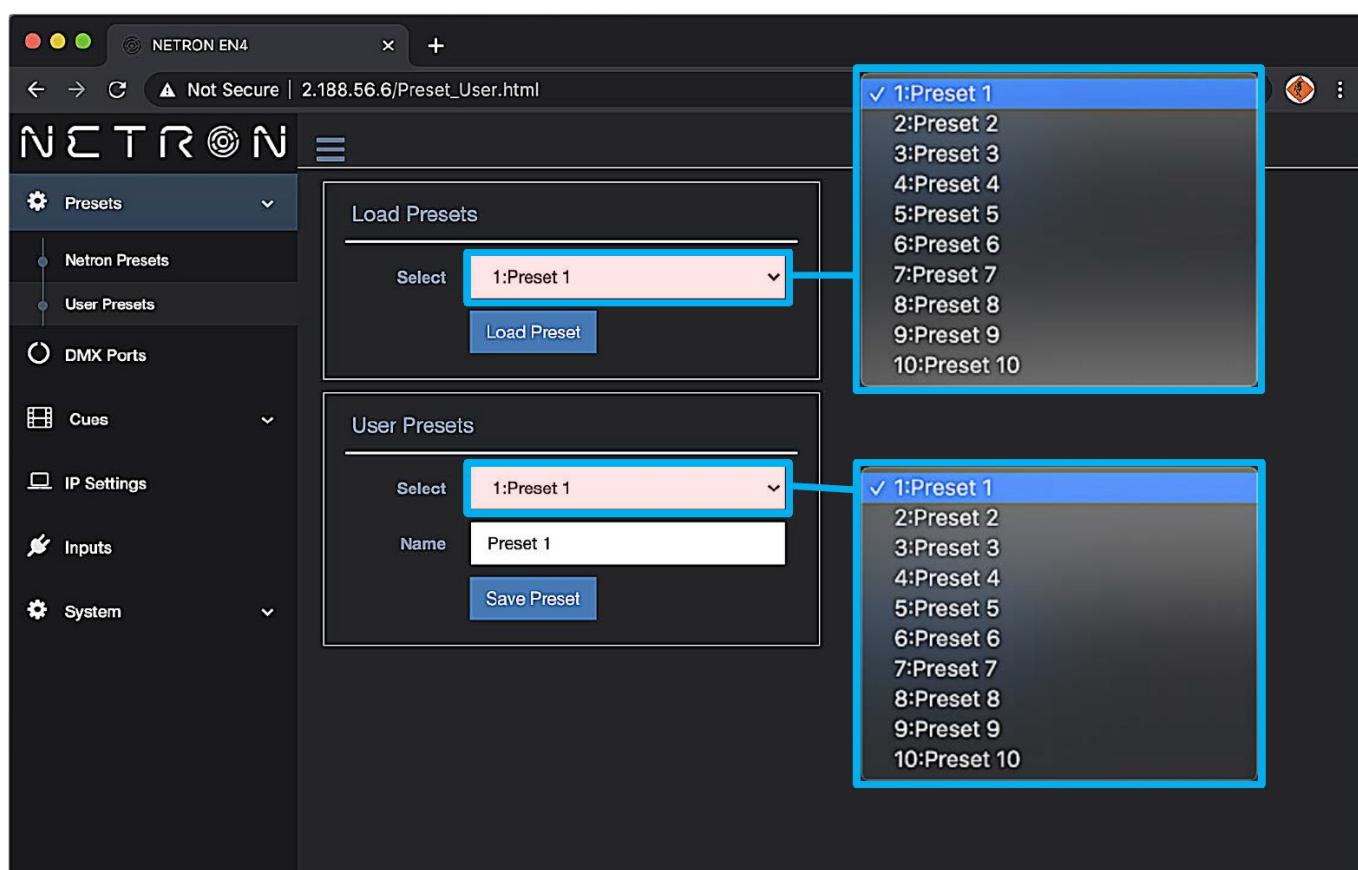 NETRON EN4
Not Secure | 2.188.56.6/Preset_User.html
NETRON
Presets
Netron Presets
User Presets
DMX Ports
Cues
IP Settings
Inputs
System
Load Presets
Select 1:Preset 1
Load Preset
User Presets
Select 1:Preset 1
Name Preset 1
Save Preset
✓ 1:Preset 1
2:Preset 2
3:Preset 3
4:Preset 4
5:Preset 5
6:Preset 6
7:Preset 7
8:Preset 8
9:Preset 9
10:Preset 10
✓ 1:Preset 1
2:Preset 2
3:Preset 3
4:Preset 4
5:Preset 5
6:Preset 6
7:Preset 7
8:Preset 8
9:Preset 9
10:Preset 10